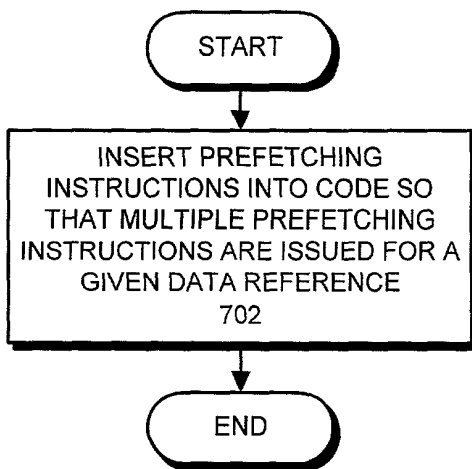 START
INSERT PREFETCHING
INSTRUCTIONS INTO CODE SO
THAT MULTIPLE PREFETCHING
INSTRUCTIONS ARE ISSUED FOR A
GIVEN DATA REFERENCE
702
END